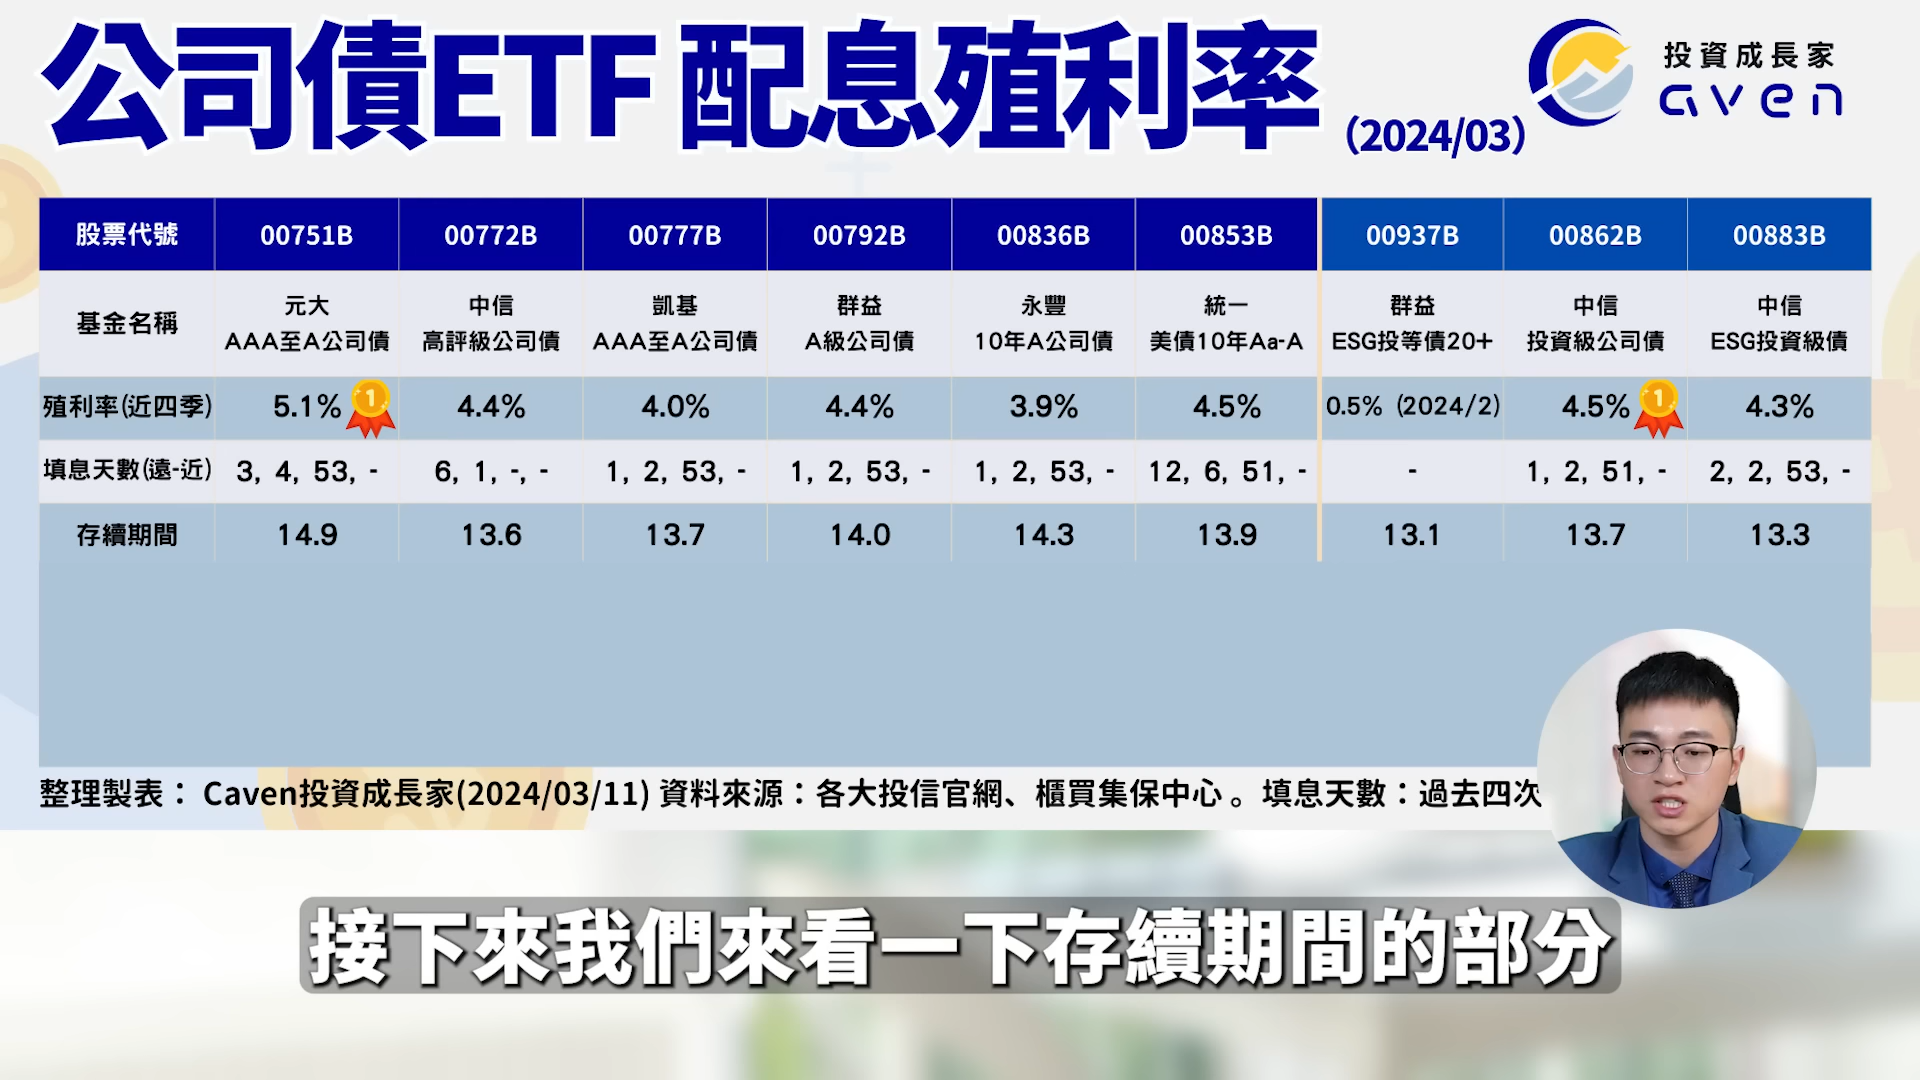 公司債ETF 配息殖利率 (2024/03)
投資成長家
aven
股票代號 00751B 00772B 00777B 00792B 00836B 00853B 00937B 00862B 00883B
基金名稱 元大 中信 凱基 群益 永豐 統一 群益 中信 中信
AAA至A公司債 高評級公司債 AAA至A公司債 A級公司債 10年A公司債 美債10年Aa-A ESG投等債20+ 投資級公司債 ESG投資級債
殖利率(近四季) 5.1% 1 4.4% 4.0% 4.4% 3.9% 4.5% 0.5% (2024/2) 4.5% 1 4.3%
填息天數(遠-近) 3, 4, 53, - 6, 1, -, - 1, 2, 53, - 1, 2, 53, - 1, 2, 53, - 12, 6, 51, - - 1, 2, 51, - 2, 2, 53, -
存續期間 14.9 13.6 13.7 14.0 14.3 13.9 13.1 13.7 13.3
整理製表： Caven投資成長家(2024/03/11) 資料來源：各大投信官網、櫃買集保中心。填息天數：過去四次
接下來我們來看一下存續期間的部分